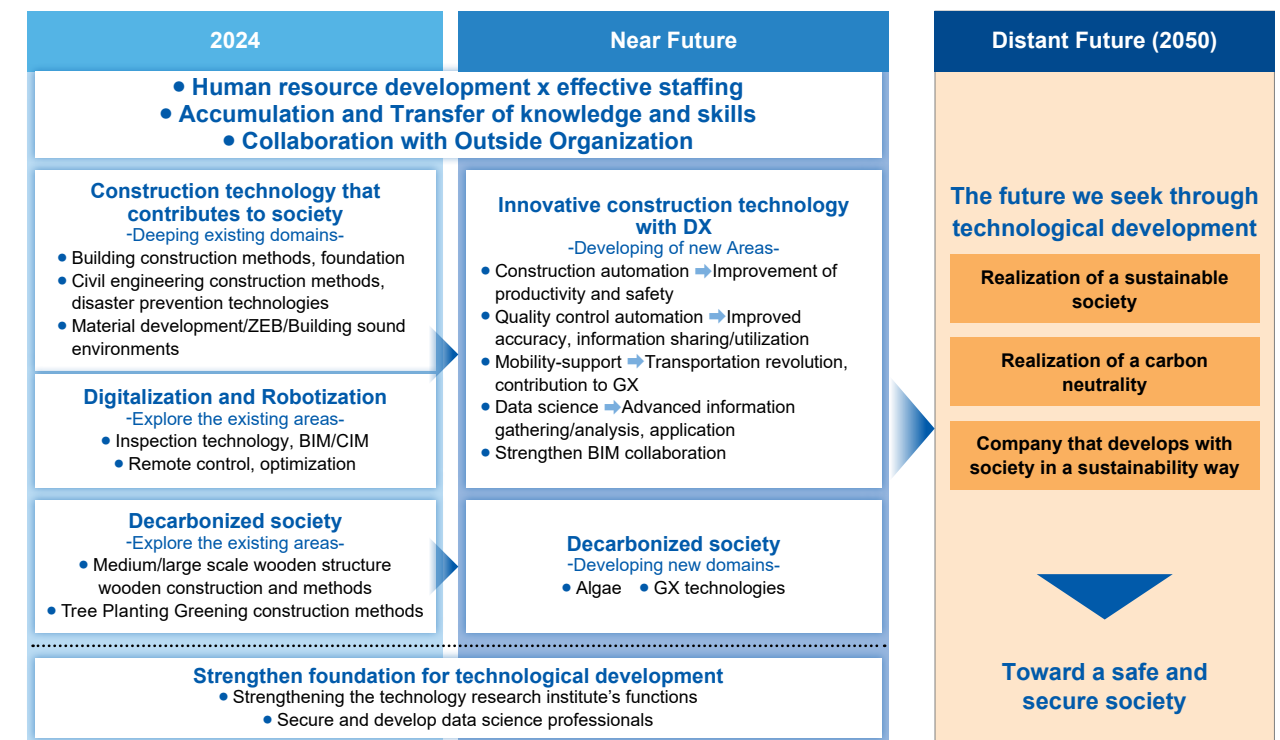 2024
Near Future
Distant Future (2050)
● Human resource development x effective staffing
● Accumulation and Transfer of knowledge and skills
● Collaboration with Outside Organization
Construction technology that
contributes to society
-Deeping existing domains-
● Building construction methods, foundation
● Civil engineering construction methods,
disaster prevention technologies
● Material development/ZEB/Building sound
environments
Digitalization and Robotization
-Explore the existing areas-
● Inspection technology, BIM/CIM
● Remote control, optimization
Decarbonized society
-Explore the existing areas-
● Medium/large scale wooden structure
wooden construction and methods
● Tree Planting Greening construction methods
Innovative construction technology
with DX
-Developing of new Areas-
● Construction automation ➡Improvement of
productivity and safety
● Quality control automation ➡Improved
accuracy, information sharing/utilization
● Mobility-support ➡Transportation revolution,
contribution to GX
● Data science ➡Advanced information
gathering/analysis, application
● Strengthen BIM collaboration
Decarbonized society
-Developing new domains-
● Algae ● GX technologies
Strengthen foundation for technological development
● Strengthening the technology research institute's functions
● Secure and develop data science professionals
The future we seek through
technological development
Realization of a sustainable
society
Realization of a carbon
neutrality
Company that develops with
society in a sustainability way
Toward a safe and
secure society